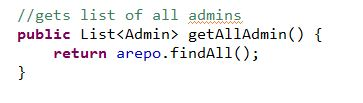 //gets list of all admins
public List<Admin> getAllAdmin() {
    return arepo.findAll();
}